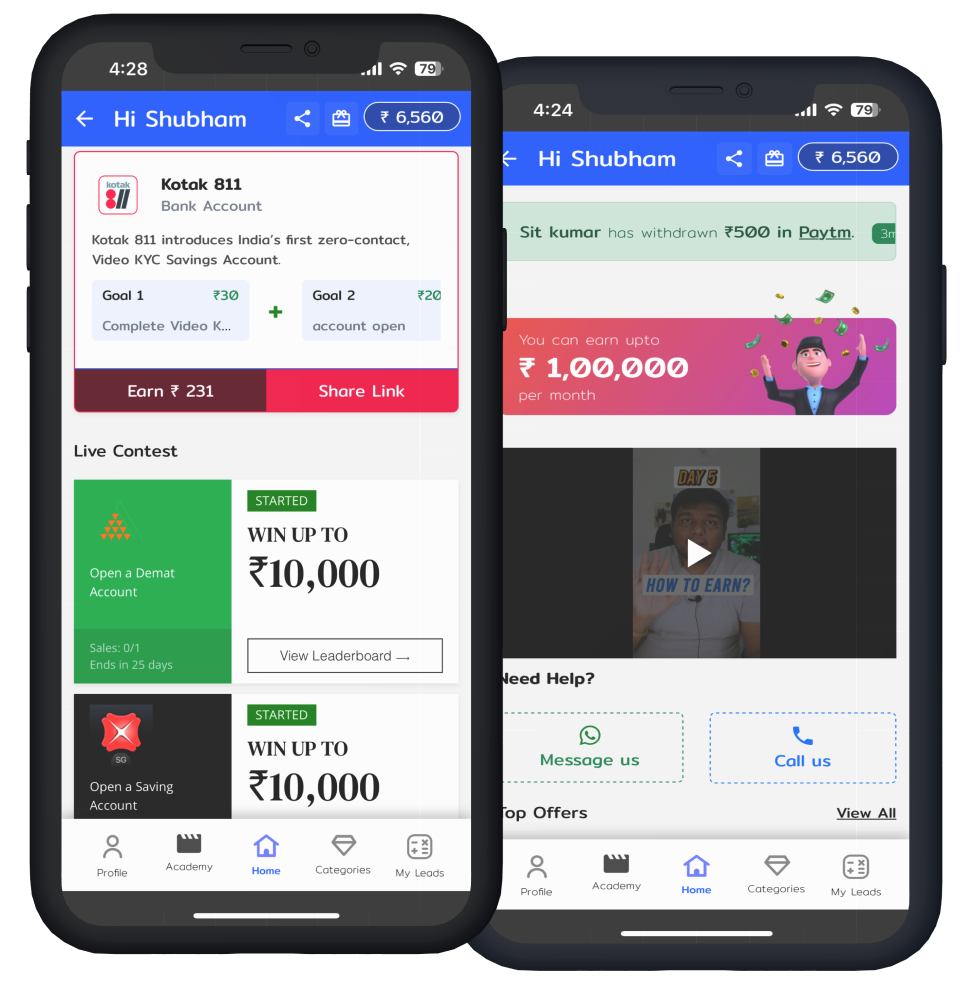 4:28
79
Hi Shubham
₹ 6,560
kotak
811
Kotak 811
Bank Account
Kotak 811 introduces India's first zero-contact,
Video KYC Savings Account.
Goal 1 ₹30
Complete Video K...
+
Goal 2 ₹20
account open
Earn ₹ 231
Share Link
Live Contest
Open a Demat
Account
Sales: 0/1
Ends in 25 days
STARTED
WIN UP TO
₹10,000
View Leaderboard →
SG
Open a Saving
Account
STARTED
WIN UP TO
₹10,000
Profile
Academy
Home
Categories
My Leads
4:24
79
Hi Shubham
₹ 6,560
Sit kumar has withdrawn ₹500 in Paytm.
3m
You can earn upto
₹ 1,00,000
per month
DAY 5
HOW TO EARN?
Need Help?
Message us
Call us
Top Offers
View All
Profile
Academy
Home
Categories
My Leads